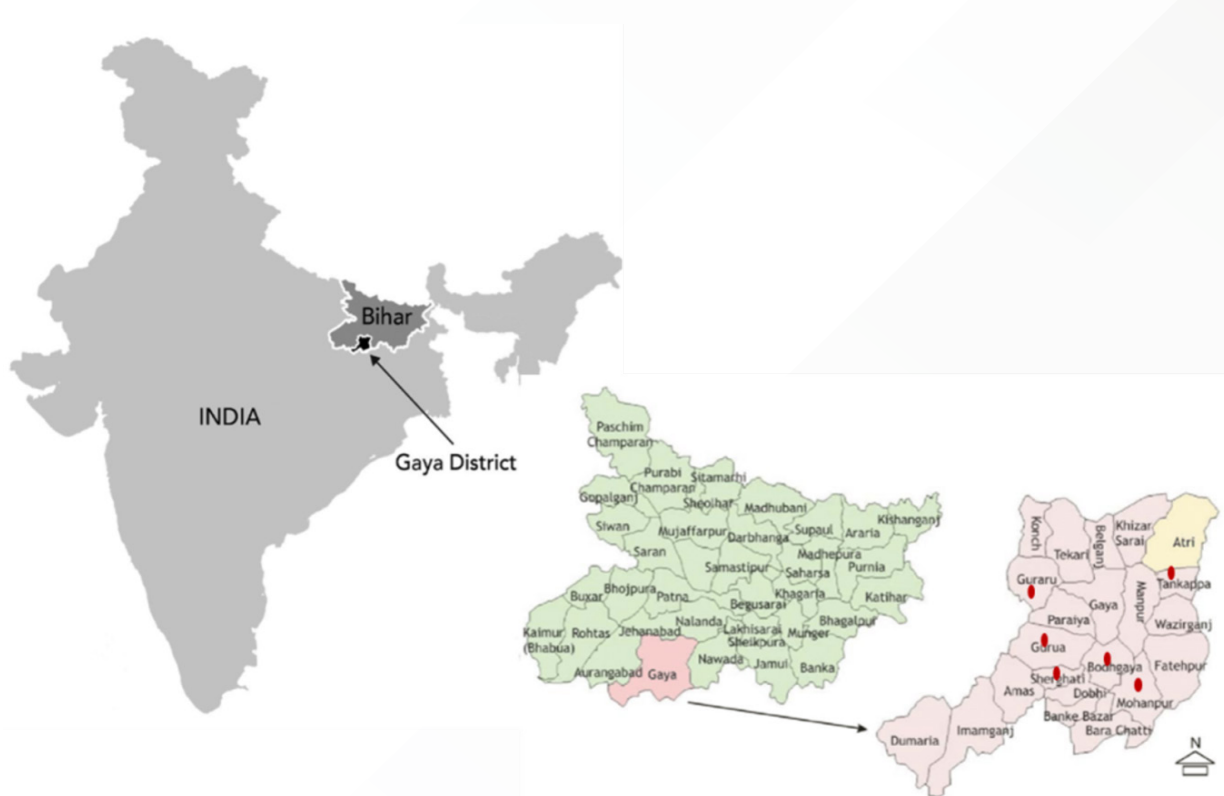 Bihar
INDIA
Gaya District
Paschim
Champaran
Purabi
Champaran
Sitamarhi
Sheolhar
Gopalganj
Madhubani
Kishanganj
Siwan
Mujaffarpur
Darbhanga
Supaul
Araria
Saran
Madhepura
Samastipur
Saharsa
Purnia
Buxar
Bhojpura
Patna
Begusarai
Khagaria
Katihar
Kaimur
(Bhabua)
Rohtas
Jehanabad
Nalanda
Lakhisarai
Sheikpura
Munger
Bhagalpur
Aurangabad
Gaya
Nawada
Jamui
Banka
Konch
Tekari
Belganj
Khizar
Sarai
Atri
Guraru
Tankappa
Gaya
Manpur
Paraiya
Wazirganj
Gurua
Bodhgaya
Fatehpur
Sherghati
Amas
Dobhi
Mohanpur
Banke Bazar
Bara Chatti
Dumaria
Imamganj
N